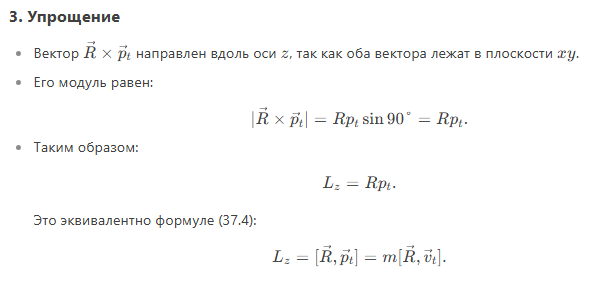 3. Упрощение
• Вектор $\vec{R} \times \vec{p}_t$ направлен вдоль оси $z$, так как оба вектора лежат в плоскости $xy$.
• Его модуль равен:
$|\vec{R} \times \vec{p}_t| = Rp_t \sin 90^\circ = Rp_t.$
• Таким образом:
$L_z = Rp_t.$
Это эквивалентно формуле (37.4):
$L_z = [\vec{R}, \vec{p}_t] = m[\vec{R}, \vec{v}_t].$